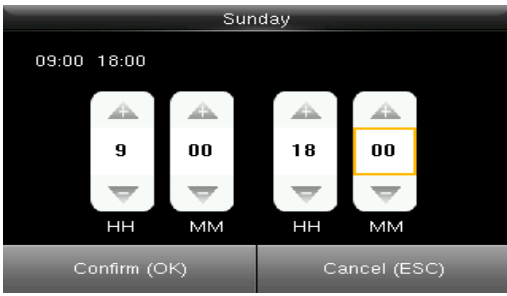 Sunday
09:00 18:00
9 00 18 00
HH MM HH MM
Confirm (OK) Cancel (ESC)